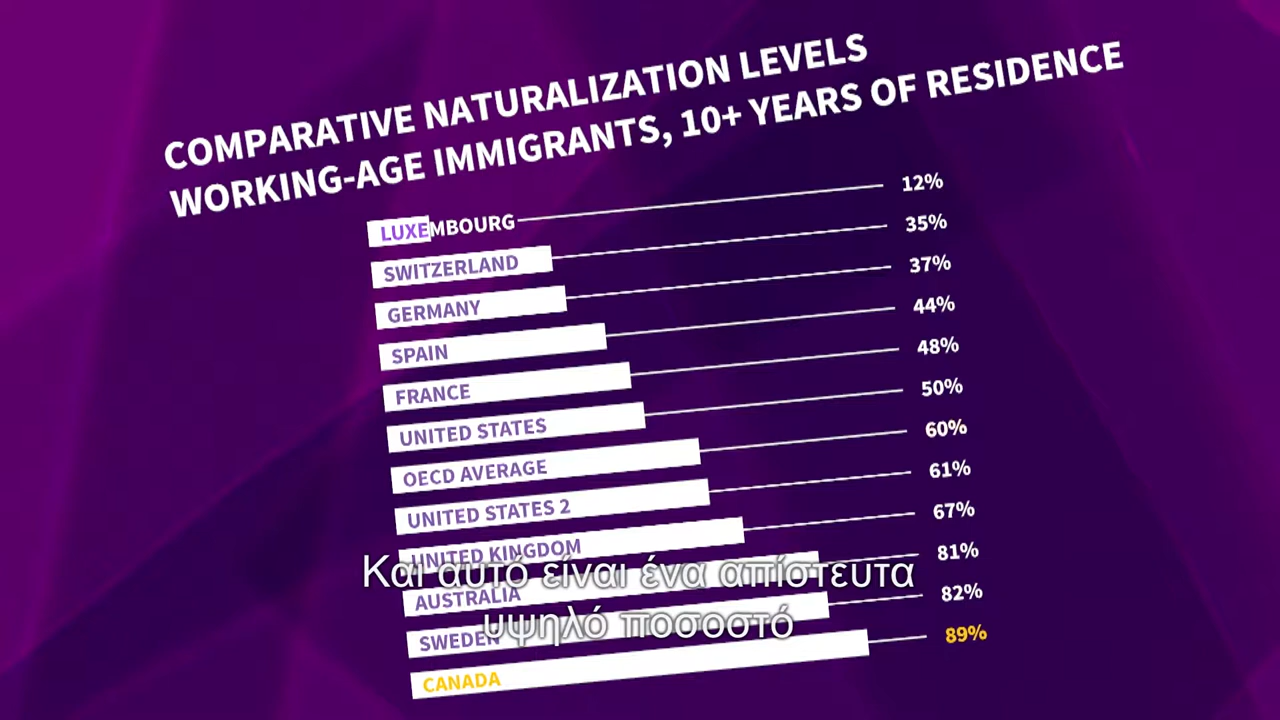 COMPARATIVE NATURALIZATION LEVELS
WORKING-AGE IMMIGRANTS, 10+ YEARS OF RESIDENCE
LUXEMBOURG 12%
SWITZERLAND 35%
GERMANY 37%
SPAIN 44%
FRANCE 48%
UNITED STATES 50%
OECD AVERAGE 60%
UNITED STATES 2 61%
UNITED KINGDOM 67%
AUSTRALIA 81%
SWEDEN 82%
CANADA 89%
Και αυτό είναι ένα απίστευτα
υψηλό ποσοστό